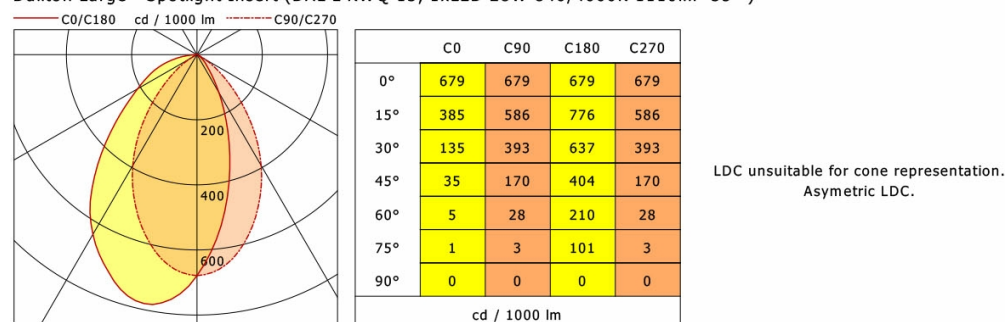 C0/C180 cd / 1000 lm C90/C270
200
400
600
C0 C90 C180 C270
0° 679 679 679 679
15° 385 586 776 586
30° 135 393 637 393
45° 35 170 404 170
60° 5 28 210 28
75° 1 3 101 3
90° 0 0 0 0
cd / 1000 lm
LDC unsuitable for cone representation.
Asymetric LDC.